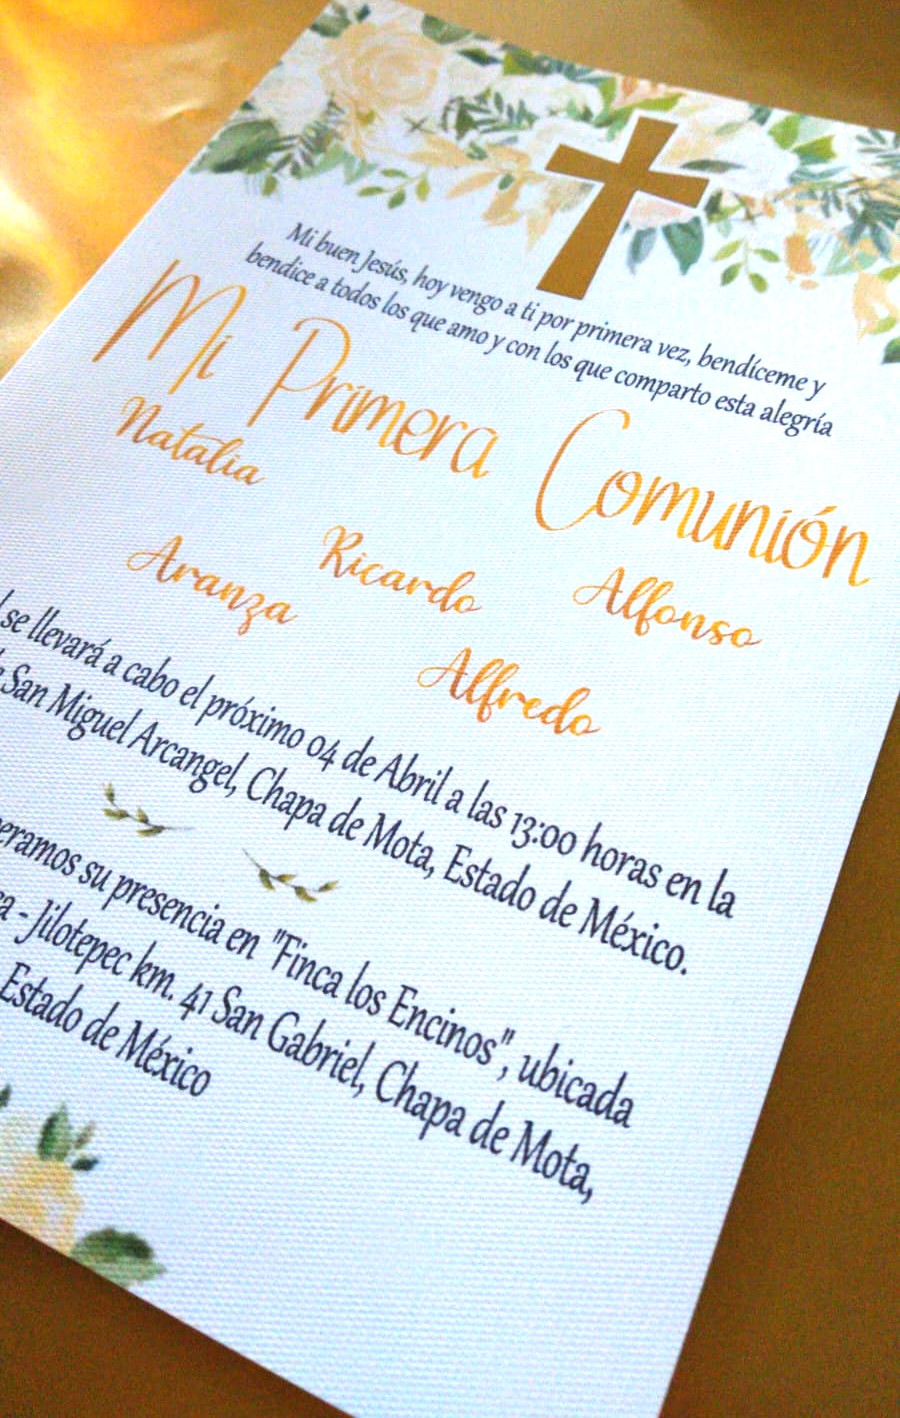 Mi buen Jesús, hoy vengo a ti por primera vez, bendíceme y
bendice a todos los que amo y con los que comparto esta alegría
Mi Primera Comunión
Natalia
Ricardo
Alfonso
Aranza
Alfredo
se llevará a cabo el próximo 04 de Abril a las 13:00 horas en la
San Miguel Arcangel, Chapa de Mota, Estado de México.
su presencia en "Finca los Encinos", ubicada
- Jilotepec km. 41 San Gabriel, Chapa de Mota,
Estado de México